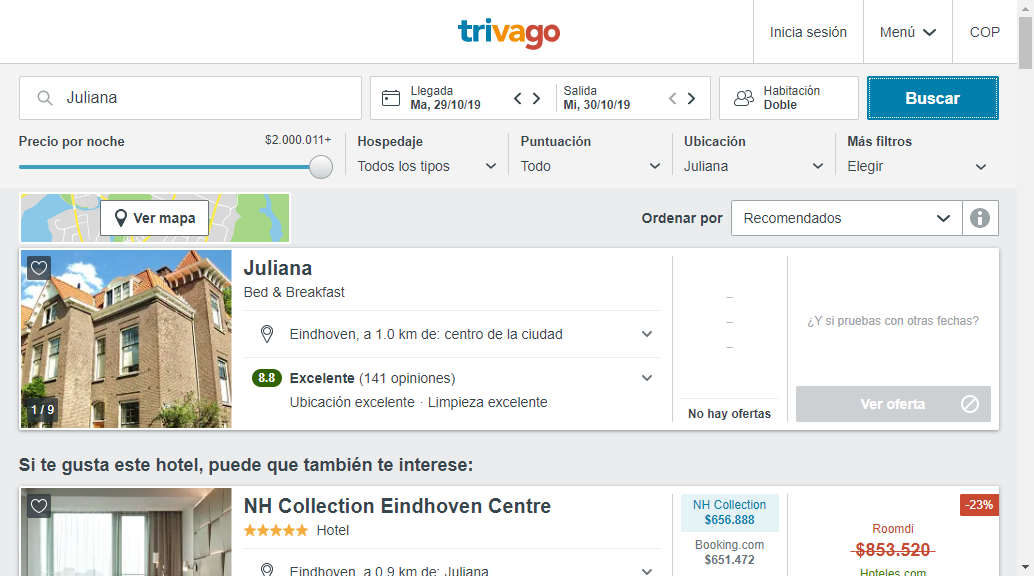 trivago
Inicia sesión
Menú
COP
Juliana
Llegada
Ma, 29/10/19
Salida
Mi, 30/10/19
Habitación
Doble
Buscar
Precio por noche
$2.000.011+
Hospedaje
Todos los tipos
Puntuación
Todo
Ubicación
Juliana
Más filtros
Elegir
Ver mapa
Ordenar por
Recomendados
Juliana
Bed & Breakfast
Eindhoven, a 1.0 km de: centro de la ciudad
8.8 Excelente (141 opiniones)
Ubicación excelente · Limpieza excelente
1 / 9
–
–
–
No hay ofertas
¿Y si pruebas con otras fechas?
Ver oferta
Si te gusta este hotel, puede que también te interese:
NH Collection Eindhoven Centre
Hotel
Eindhoven, a 0.9 km de: Juliana
NH Collection
$656.888
Booking.com
$651.472
-23%
Roomdi
$853.520
Hoteles.com